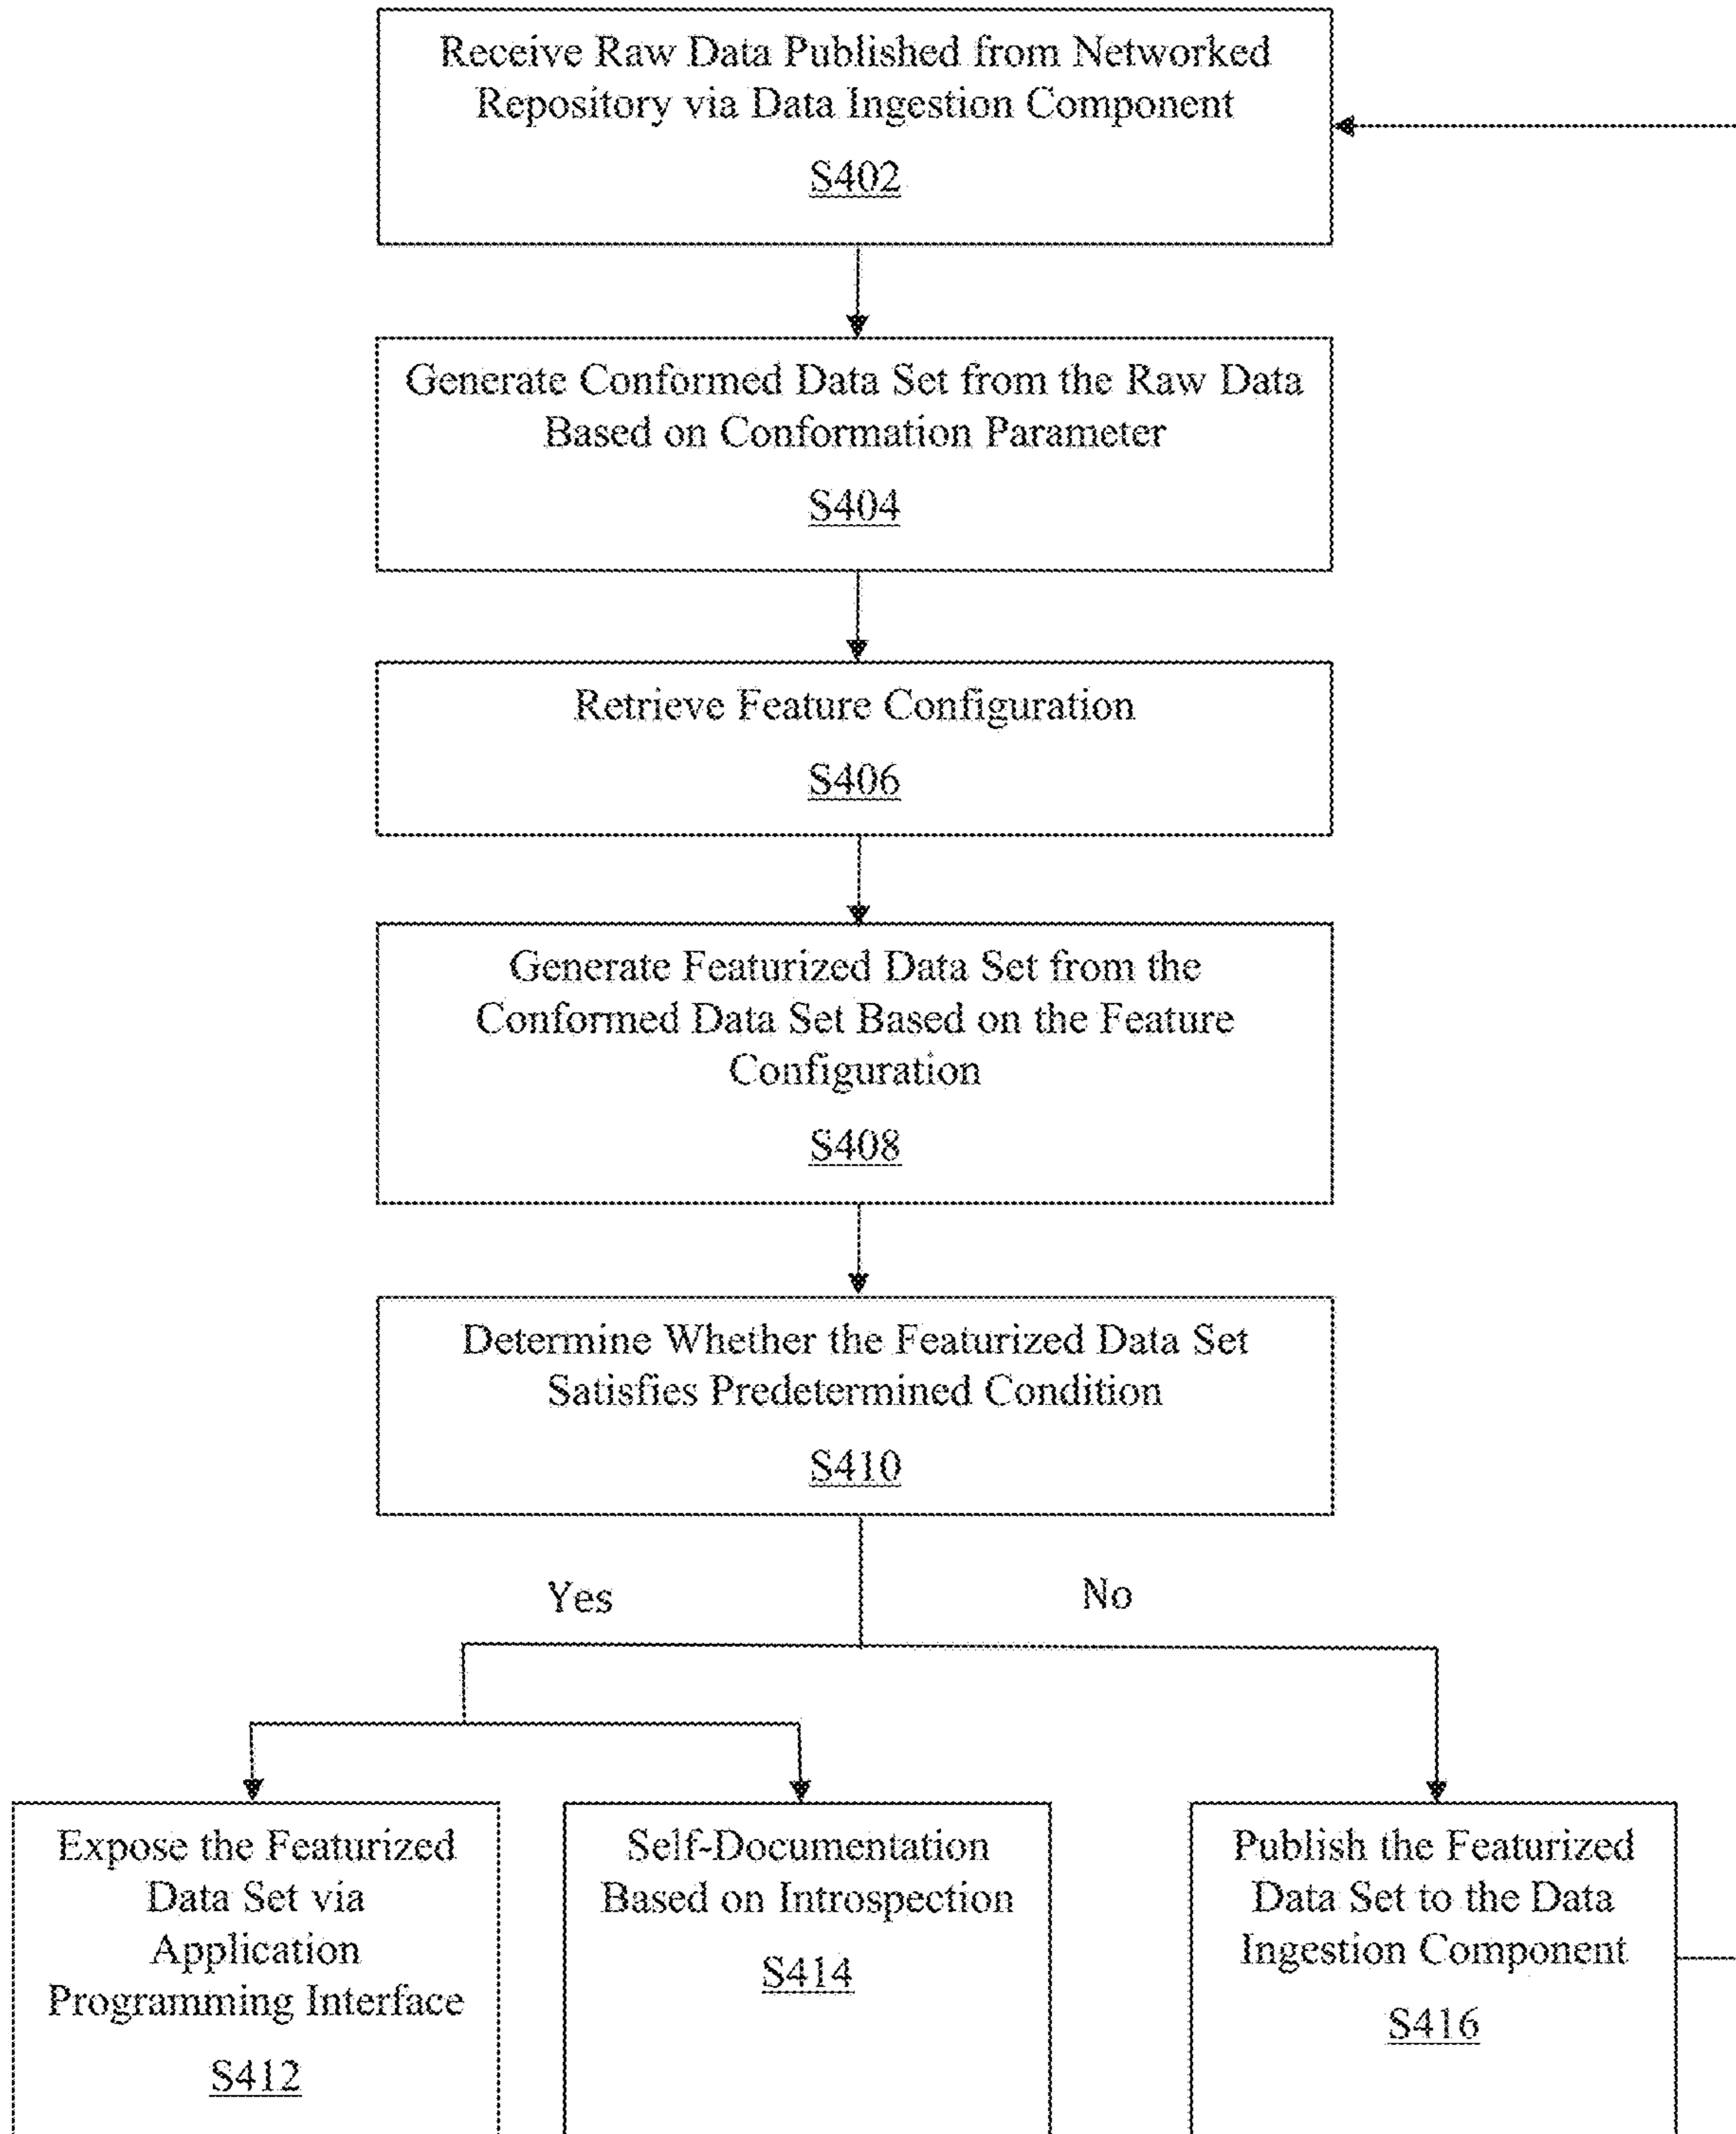 Receive Raw Data Published from Networked
Repository via Data Ingestion Component
S402
Generate Conformed Data Set from the Raw Data
Based on Conformation Parameter
S404
Retrieve Feature Configuration
S406
Generate Featurized Data Set from the
Conformed Data Set Based on the Feature
Configuration
S408
Determine Whether the Featurized Data Set
Satisfies Predetermined Condition
S410
Yes
No
Expose the Featurized
Data Set via
Application
Programming Interface
S412
Self-Documentation
Based on Introspection
S414
Publish the Featurized
Data Set to the Data
Ingestion Component
S416